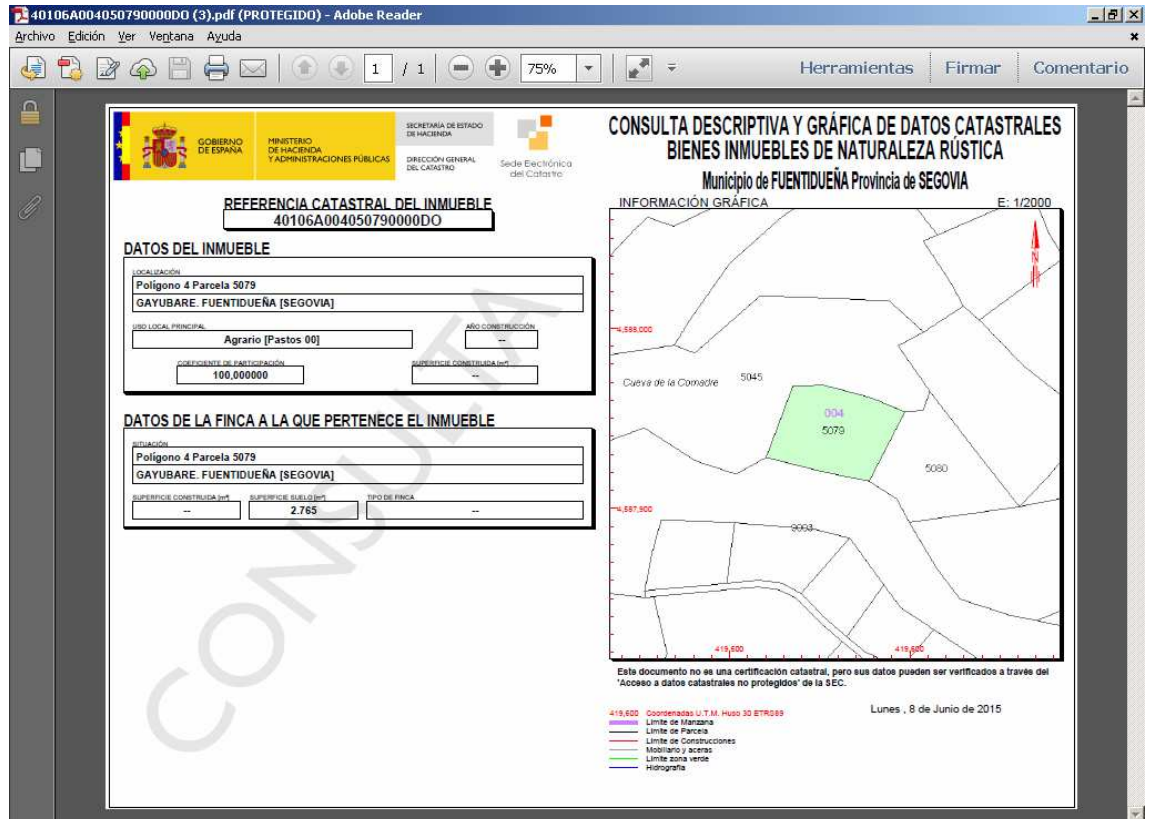 40106A004050790000DO (3).pdf (PROTEGIDO) - Adobe Reader
Archivo Edición Ver Ventana Ayuda
1 / 1 75% Herramientas Firmar Comentario
GOBIERNO DE ESPAÑA
MINISTERIO DE HACIENDA Y ADMINISTRACIONES PÚBLICAS
SECRETARÍA DE ESTADO DE HACIENDA
DIRECCIÓN GENERAL DEL CATASTRO
Sede Electrónica del Catastro
REFERENCIA CATASTRAL DEL INMUEBLE
40106A004050790000DO
DATOS DEL INMUEBLE
LOCALIZACIÓN
Polígono 4 Parcela 5079
GAYUBARE. FUENTIDUEÑA [SEGOVIA]
USO LOCAL PRINCIPAL AÑO CONSTRUCCIÓN
Agrario [Pastos 00] --
COEFICIENTE DE PARTICIPACIÓN SUPERFICIE CONSTRUIDA [m²]
100,000000 --
DATOS DE LA FINCA A LA QUE PERTENECE EL INMUEBLE
SITUACIÓN
Polígono 4 Parcela 5079
GAYUBARE. FUENTIDUEÑA [SEGOVIA]
SUPERFICIE CONSTRUIDA [m²] SUPERFICIE SUELO [m²] TIPO DE FINCA
-- 2.765 --
CONSULTA
CONSULTA DESCRIPTIVA Y GRÁFICA DE DATOS CATASTRALES
BIENES INMUEBLES DE NATURALEZA RÚSTICA
Municipio de FUENTIDUEÑA Provincia de SEGOVIA
INFORMACIÓN GRÁFICA E: 1/2000
4,588,000
Cueva de la Comadre 5045
004
5079
5080
4,587,900
9003
Este documento no es una certificación catastral, pero sus datos pueden ser verificados a través del
'Acceso a datos catastrales no protegidos' de la SEC.
419,600 Coordenadas U.T.M. Huso 30 ETRS89
Límite de Manzana
Límite de Parcela
Límite de Construcciones
Mobiliario y aceras
Límite zona verde
Hidrografía
Lunes , 8 de Junio de 2015